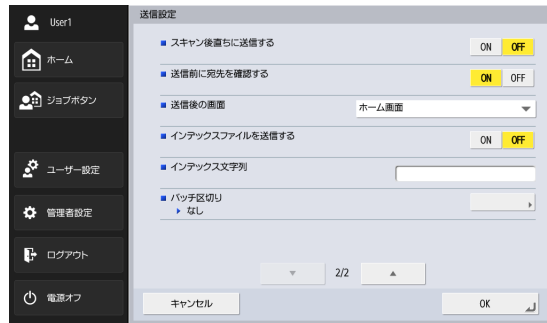 User1
ホーム
ジョブボタン
ユーザー設定
管理者設定
ログアウト
電源オフ
送信設定
スキャン後直ちに送信する
ON OFF
送信前に宛先を確認する
ON OFF
送信後の画面
ホーム画面
インデックスファイルを送信する
ON OFF
インデックス文字列
バッチ区切り
なし
2/2
キャンセル
OK